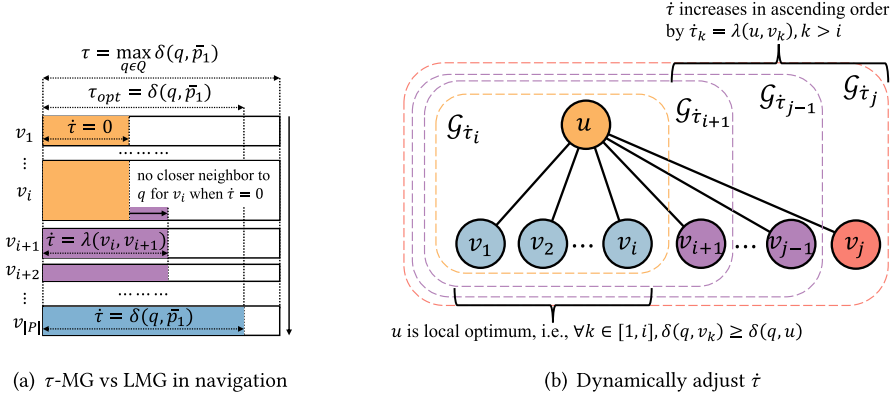 τ = max δ(q, p̄₁)
q∈Q
τ_opt = δ(q, p̄₁)
v₁
τ̇ = 0
………
⋮
v_i
no closer neighbor to
q for v_i when τ̇ = 0
v_{i+1}
τ̇ = λ(v_i, v_{i+1})
v_{i+2}
………
⋮
v_{|P|}
τ̇ = δ(q, p̄₁)
(a) τ-MG vs LMG in navigation
τ̇ increases in ascending order
by τ̇_k = λ(u, v_k), k > i
𝒢_{τ̇_i}
u
𝒢_{τ̇_{i+1}}
𝒢_{τ̇_{j−1}}
𝒢_{τ̇_j}
v₁ v₂ … v_i v_{i+1} … v_{j−1} v_j
u is local optimum, i.e., ∀k ∈ [1, i], δ(q, v_k) ≥ δ(q, u)
(b) Dynamically adjust τ̇